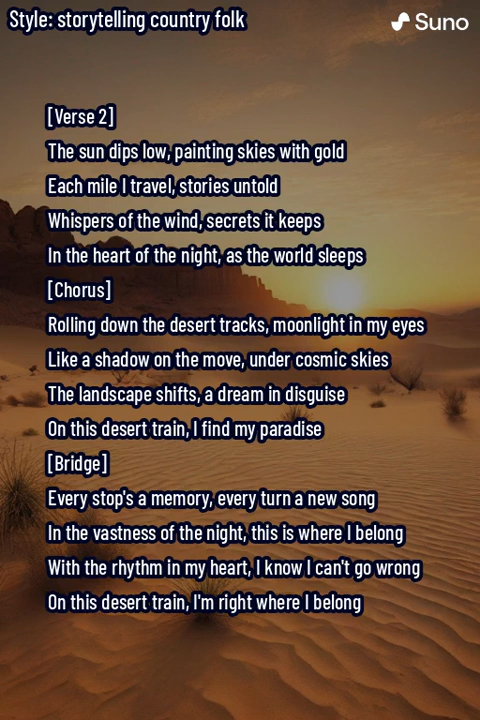 Style: storytelling country folk
Suno
[Verse 2]
The sun dips low, painting skies with gold
Each mile I travel, stories untold
Whispers of the wind, secrets it keeps
In the heart of the night, as the world sleeps
[Chorus]
Rolling down the desert tracks, moonlight in my eyes
Like a shadow on the move, under cosmic skies
The landscape shifts, a dream in disguise
On this desert train, I find my paradise
[Bridge]
Every stop's a memory, every turn a new song
In the vastness of the night, this is where I belong
With the rhythm in my heart, I know I can't go wrong
On this desert train, I'm right where I belong